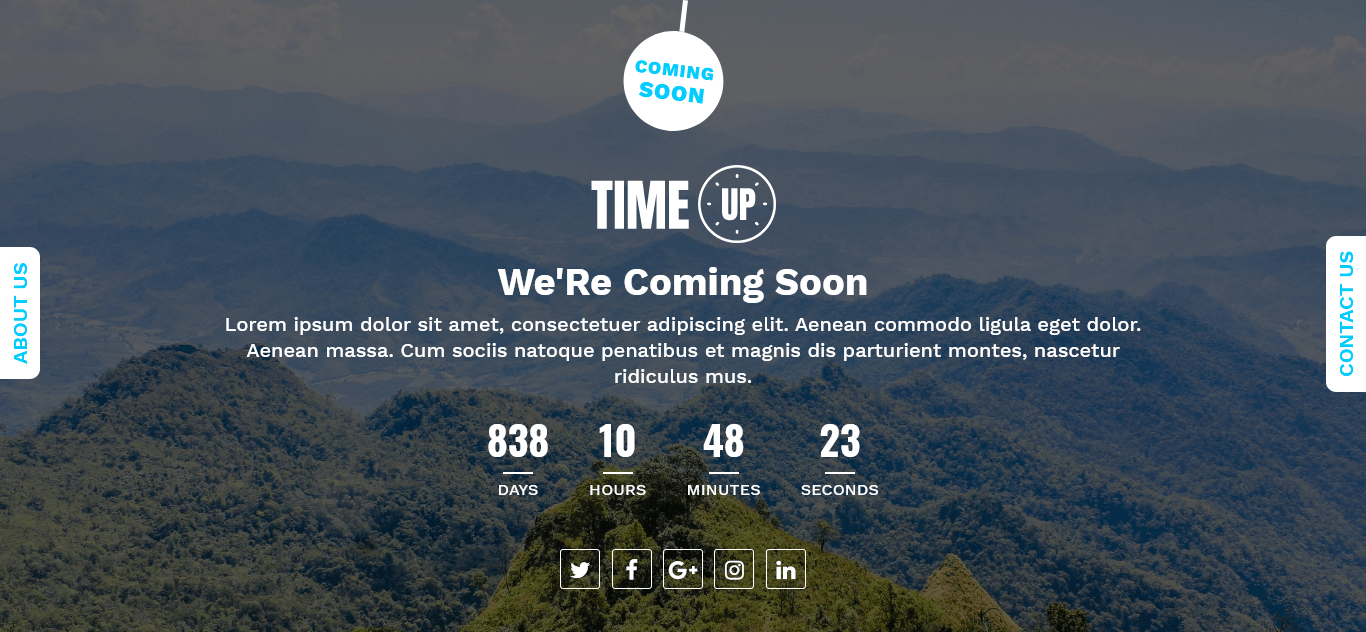 COMING
SOON
TIME UP
We'Re Coming Soon
Lorem ipsum dolor sit amet, consectetuer adipiscing elit. Aenean commodo ligula eget dolor.
Aenean massa. Cum sociis natoque penatibus et magnis dis parturient montes, nascetur
ridiculus mus.
ABOUT US
CONTACT US
838 10 48 23
DAYS HOURS MINUTES SECONDS
G+
in